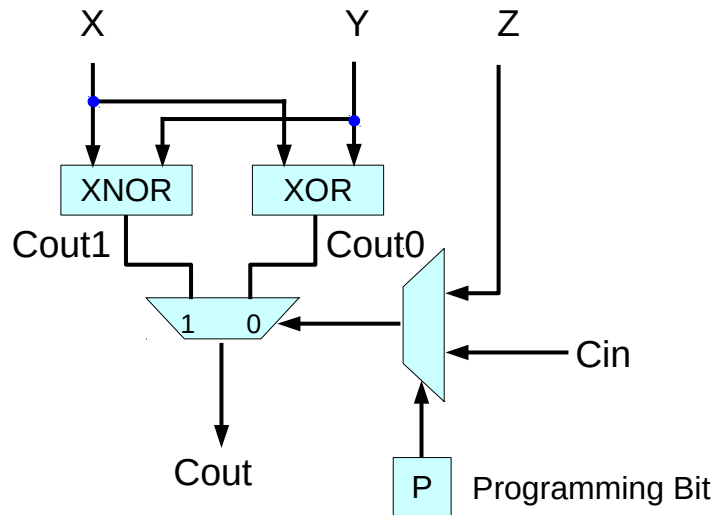 X Y Z
XNOR XOR
Cout1 Cout0
1 0
Cin
Cout
P Programming Bit